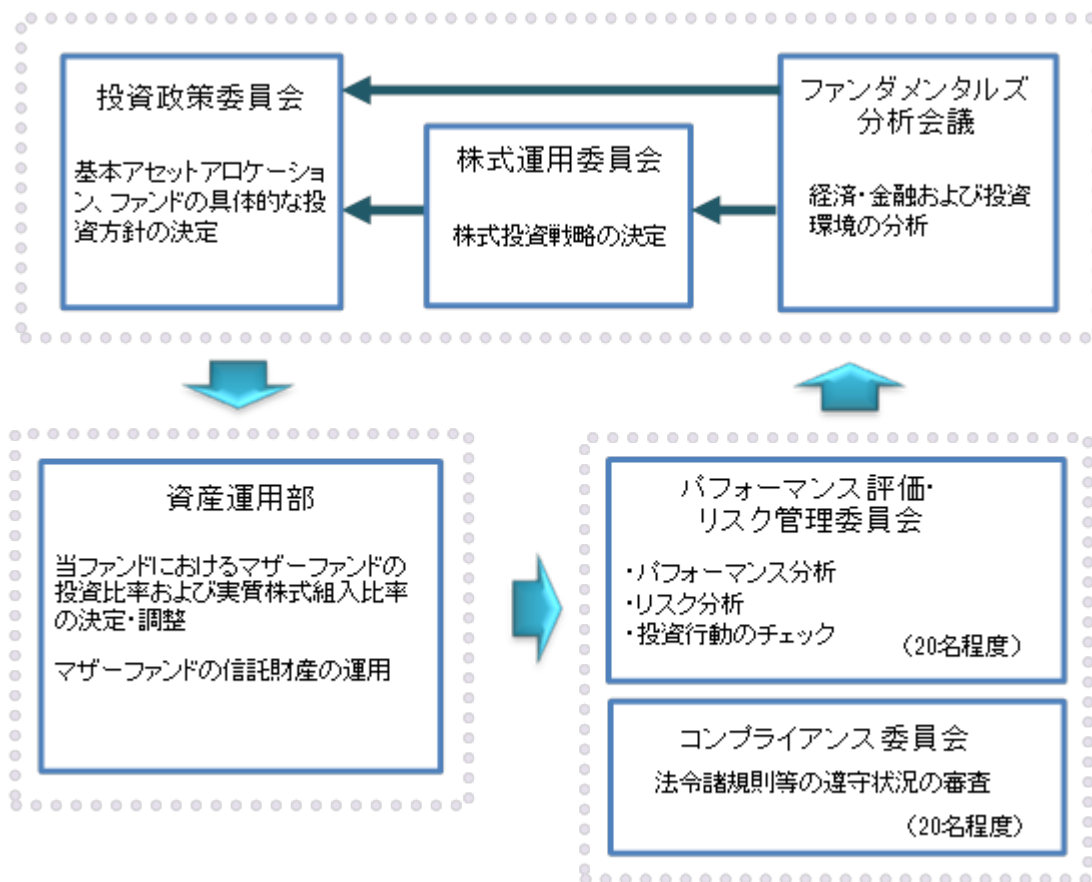 投資政策委員会
基本アセットアロケーショ
ン、ファンドの具体的な投
資方針の決定
株式運用委員会
株式投資戦略の決定
ファンダメンタルズ
分析会議
経済・金融および投資
環境の分析
資産運用部
当ファンドにおけるマザーファンドの
投資比率および実質株式組入比率
の決定・調整
マザーファンドの信託財産の運用
パフォーマンス評価・
リスク管理委員会
・パフォーマンス分析
・リスク分析
・投資行動のチェック
（20名程度）
コンプライアンス委員会
法令諸規則等の遵守状況の審査
（20名程度）